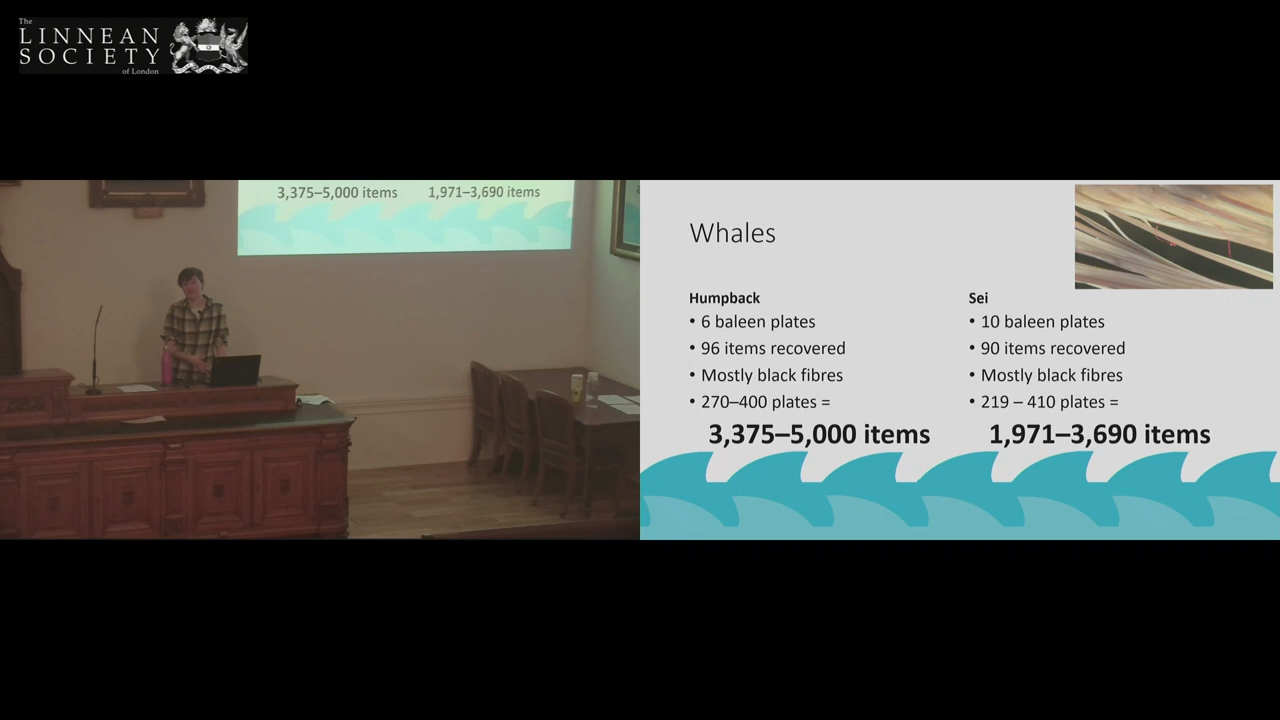 The
LINNEAN
SOCIETY
of London
3,375–5,000 items
1,971–3,690 items
Whales
Humpback
• 6 baleen plates
• 96 items recovered
• Mostly black fibres
• 270–400 plates =
3,375–5,000 items
Sei
• 10 baleen plates
• 90 items recovered
• Mostly black fibres
• 219 – 410 plates =
1,971–3,690 items